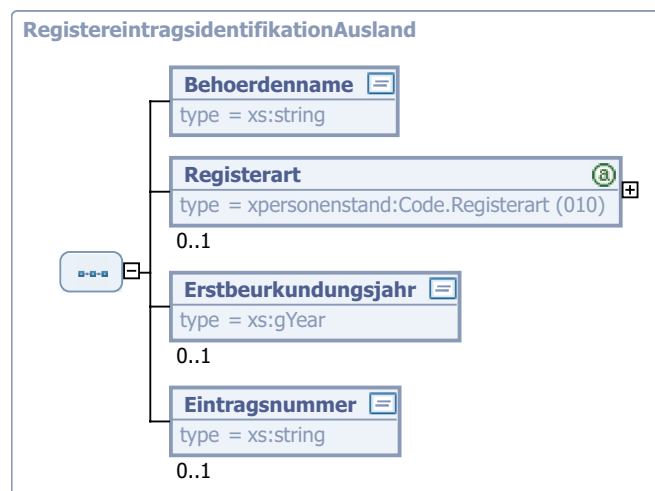 RegistereintragsidentifikationAusland
Behoerdenname
type = xs:string
Registerart
type = xpersonenstand:Code.Registerart (010)
0..1
Erstbeurkundungsjahr
type = xs:gYear
0..1
Eintragsnummer
type = xs:string
0..1